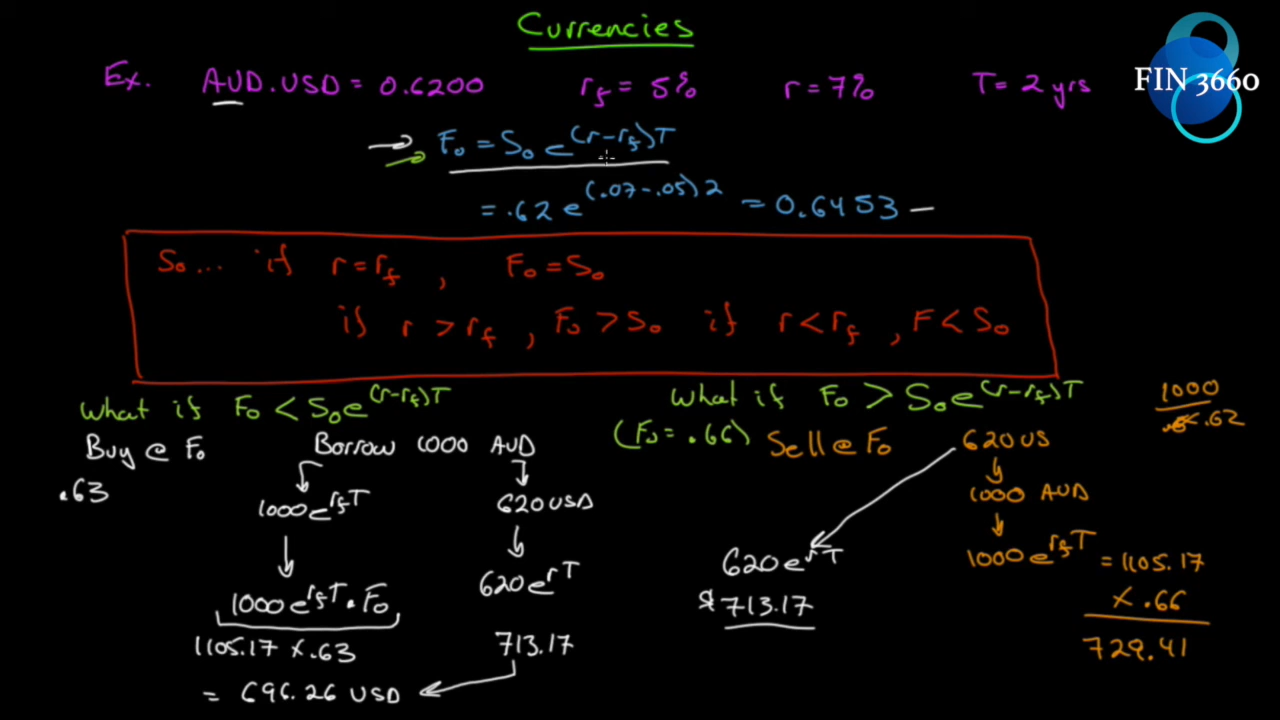 Currencies
FIN 3660
Ex. AUD.USD = 0.6200 r_f = 5% r = 7% T = 2 yrs
F₀ = S₀ e^(r-r_f)T
= .62 e^(.07-.05)2 = 0.6453
So... if r = r_f , F₀ = S₀
if r > r_f , F₀ > S₀ if r < r_f , F < S₀
What if F₀ < S₀e^(r-r_f)T
Buy @ F₀ Borrow 1000 AUD
.63
1000e^r_fT 620 USD
620e^rT
1000e^r_fT · F₀
1105.17 x .63 713.17
= 696.26 USD
What if F₀ > S₀e^(r-r_f)T
(F₀ = .66) Sell @ F₀ 620 US
1000
.62
1000 AUD
620e^rT 1000e^r_fT = 1105.17
$713.17 x .66
729.41